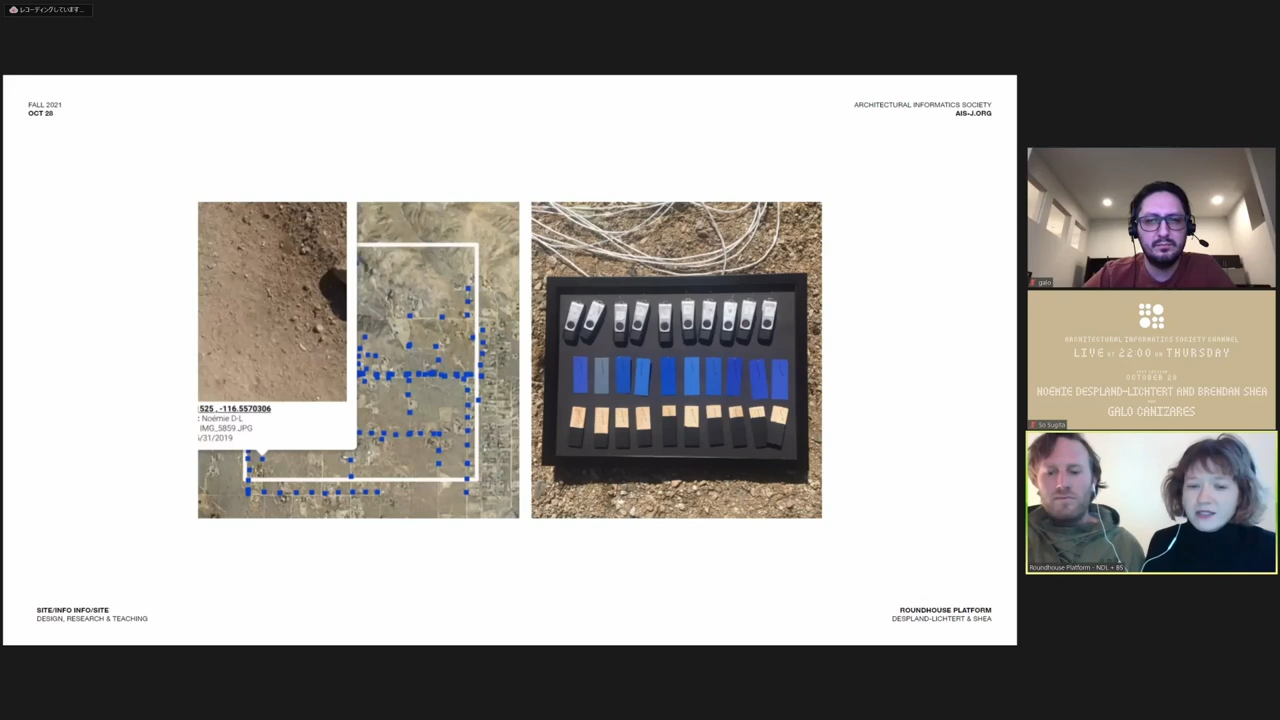 レコーディングしています...
FALL 2021
OCT 28
ARCHITECTURAL INFORMATICS SOCIETY
AIS-J.ORG
525 , -116.5570306
: Noémie D-L
IMG_5859 JPG
/31/2019
SITE/INFO INFO/SITE
DESIGN, RESEARCH & TEACHING
ROUNDHOUSE PLATFORM
DESPLAND-LICHTERT & SHEA
galo
ARCHITECTURAL INFORMATICS SOCIETY CHANNEL
LIVE AT 22:00 ON THURSDAY
OCTOBER 28
NOEMIE DESPLAND-LICHTERT AND BRENDAN SHEA
GALO CANIZARES
So Sugita
Roundhouse Platform - NDL + BS